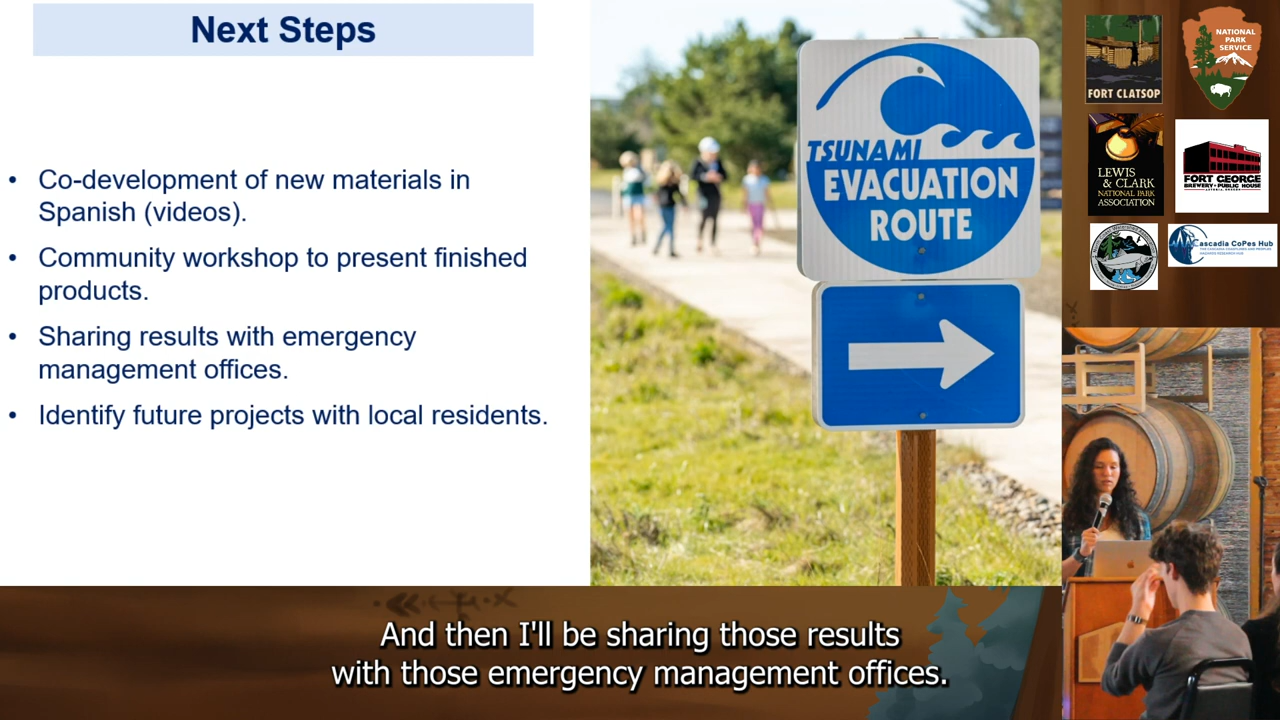 Next Steps
• Co-development of new materials in
Spanish (videos).
• Community workshop to present finished
products.
• Sharing results with emergency
management offices.
• Identify future projects with local residents.
TSUNAMI
EVACUATION
ROUTE
FORT CLATSOP
NATIONAL
PARK
SERVICE
LEWIS
& CLARK
NATIONAL PARK
ASSOCIATION
FORT GEORGE
BREWERY + PUBLIC HOUSE
Cascadia CoPes Hub
And then I'll be sharing those results
with those emergency management offices.